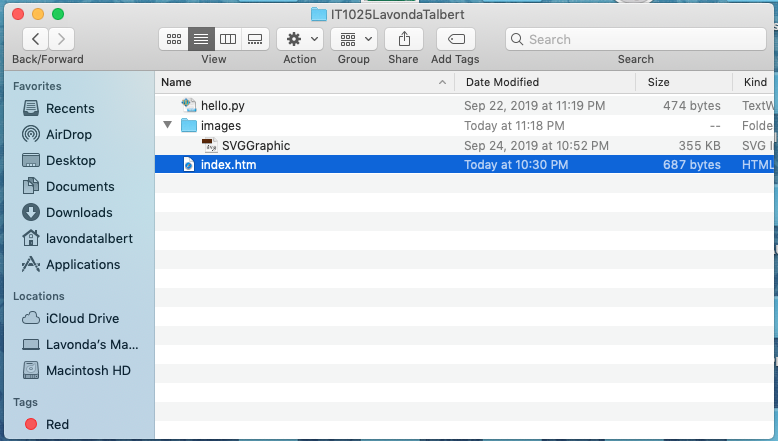 IT1025LavondaTalbert
Back/Forward View Action Group Share Add Tags Search
Search
Favorites
Recents
AirDrop
Desktop
Documents
Downloads
lavondatalbert
Applications
Locations
iCloud Drive
Lavonda's Ma...
Macintosh HD
Tags
Red
Name Date Modified Size Kind
hello.py Sep 22, 2019 at 11:19 PM 474 bytes TextW
images Today at 11:18 PM -- Folde
SVGGraphic Sep 24, 2019 at 10:52 PM 355 KB SVG I
index.htm Today at 10:30 PM 687 bytes HTML